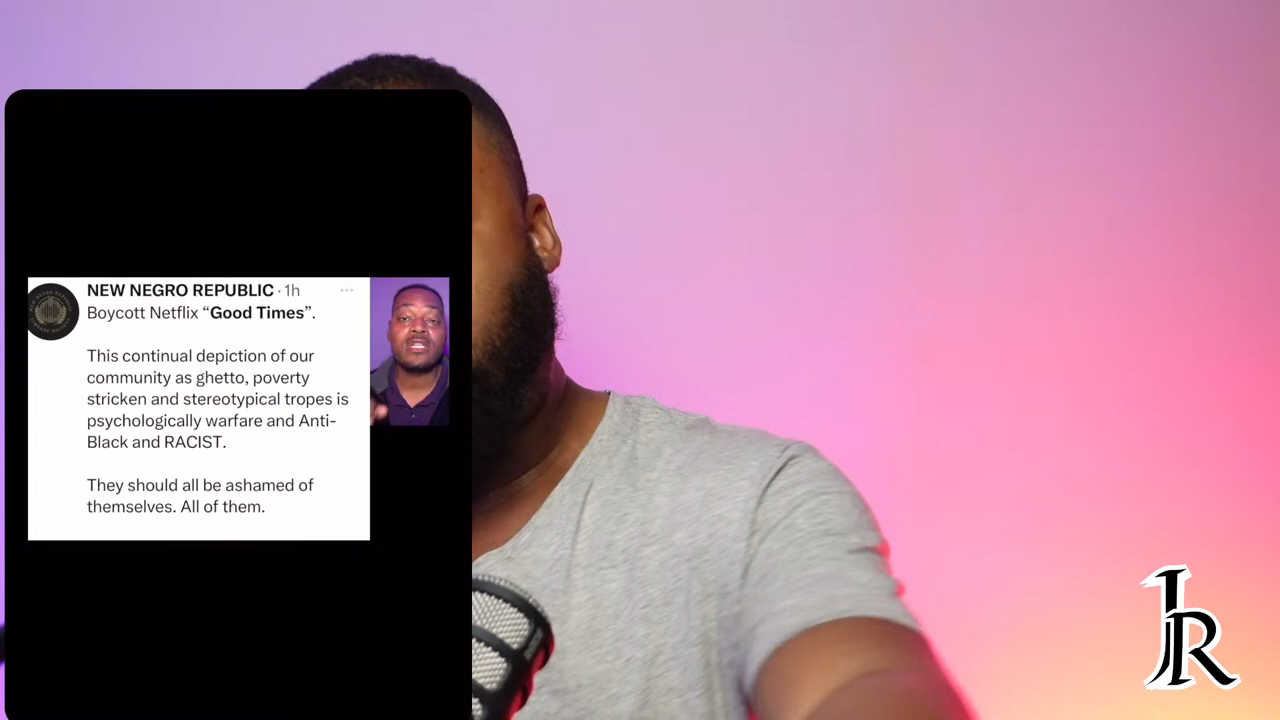 NEW NEGRO REPUBLIC · 1h ...
Boycott Netflix “Good Times”.
This continual depiction of our
community as ghetto, poverty
stricken and stereotypical tropes is
psychologically warfare and Anti-
Black and RACIST.
They should all be ashamed of
themselves. All of them.
JR